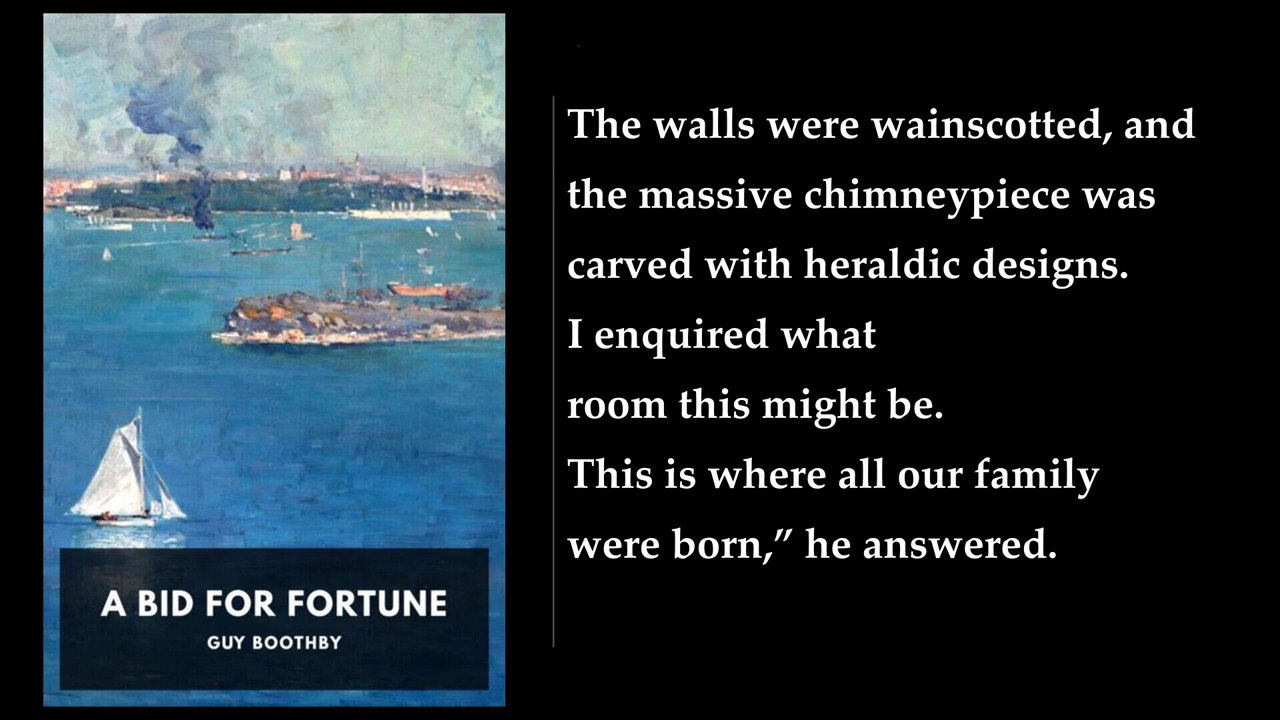 A BID FOR FORTUNE
GUY BOOTHBY
The walls were wainscotted, and
the massive chimneypiece was
carved with heraldic designs.
I enquired what
room this might be.
This is where all our family
were born,” he answered.